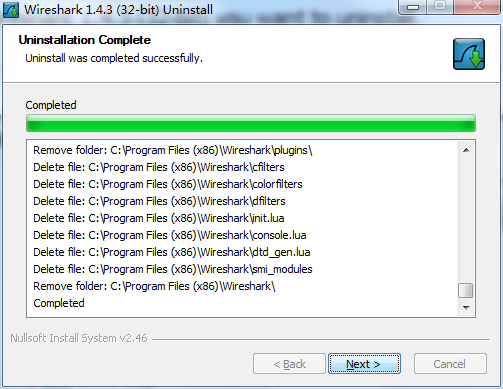 Wireshark 1.4.3 (32-bit) Uninstall
Uninstallation Complete
Uninstall was completed successfully.
Completed
Remove folder: C:\Program Files (x86)\Wireshark\plugins\
Delete file: C:\Program Files (x86)\Wireshark\cfilters
Delete file: C:\Program Files (x86)\Wireshark\colorfilters
Delete file: C:\Program Files (x86)\Wireshark\dfilters
Delete file: C:\Program Files (x86)\Wireshark\init.lua
Delete file: C:\Program Files (x86)\Wireshark\console.lua
Delete file: C:\Program Files (x86)\Wireshark\dtd_gen.lua
Delete file: C:\Program Files (x86)\Wireshark\smi_modules
Remove folder: C:\Program Files (x86)\Wireshark\
Completed
Nullsoft Install System v2.46
< Back
Next >
Cancel